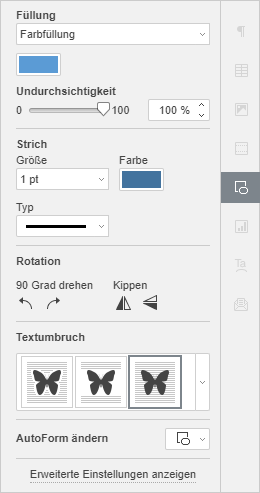 Füllung
Farbfüllung
Undurchsichtigkeit
0 100 100 %
Strich
Größe Farbe
1 pt
Typ
Rotation
90 Grad drehen Kippen
Textumbruch
AutoForm ändern
Erweiterte Einstellungen anzeigen